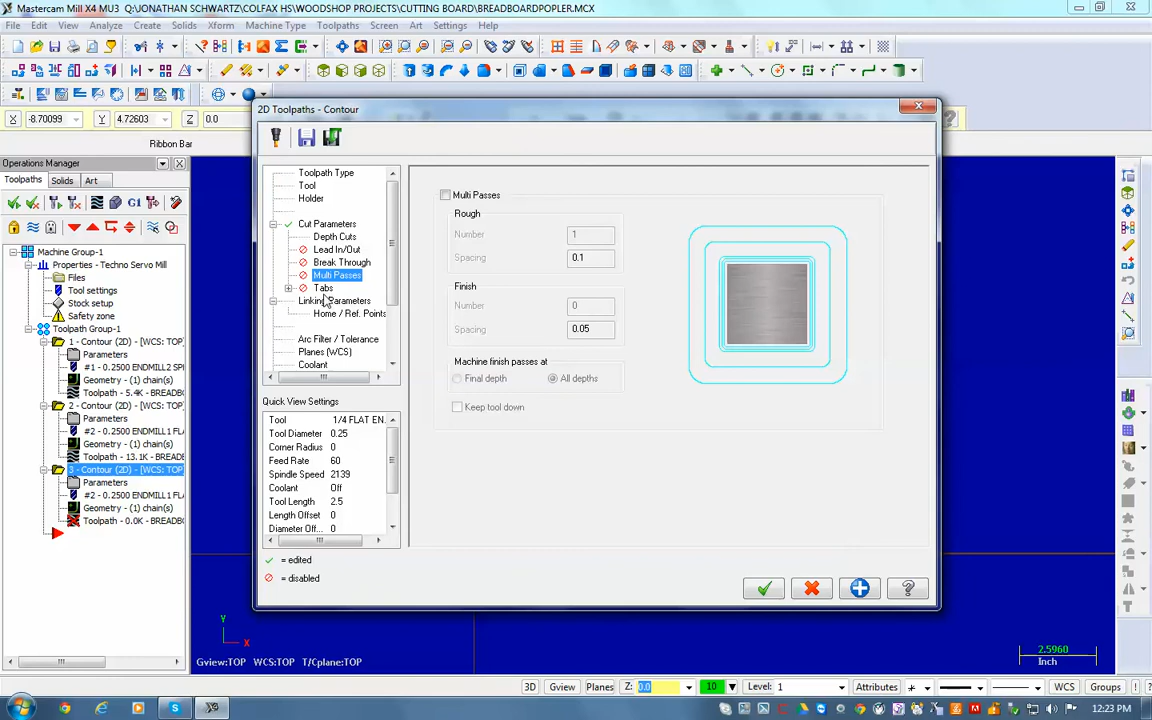 Mastercam Mill X4 MU3 Q:\JONATHAN SCHWARTZ\COLFAX HS\WOODSHOP PROJECTS\CUTTING BOARD\BREADBOARDPOPLER.MCX
File Edit View Analyze Create Solids Xform Machine Type Toolpaths Screen Art Settings Help
X -8.70099 Y 4.72603 Z 0.0
Ribbon Bar
Operations Manager
Toolpaths Solids Art
G1
Machine Group-1
Properties - Techno Servo Mill
Files
Tool settings
Stock setup
Safety zone
Toolpath Group-1
1 - Contour (2D) - [WCS: TOP]
Parameters
#1 - 0.2500 ENDMILL2 SP
Geometry - (1) chain(s)
Toolpath - 5.4K - BREADB
2 - Contour (2D) - [WCS: TOP]
Parameters
#2 - 0.2500 ENDMILL1 FL
Geometry - (1) chain(s)
Toolpath - 13.1K - BREAD
3 - Contour (2D) - [WCS: TOP]
Parameters
#2 - 0.2500 ENDMILL1 FLA
Geometry - (1) chain(s)
Toolpath - 0.0K - BREADBO
2D Toolpaths - Contour
Toolpath Type
Tool
Holder
Cut Parameters
Depth Cuts
Lead In/Out
Break Through
Multi Passes
Tabs
Linking Parameters
Home / Ref. Points
Arc Filter / Tolerance
Planes (WCS)
Coolant
Quick View Settings
Tool 1/4 FLAT EN.
Tool Diameter 0.25
Corner Radius 0
Feed Rate 60
Spindle Speed 2139
Coolant Off
Tool Length 2.5
Length Offset 0
Diameter Off... 0
= edited
= disabled
Multi Passes
Rough
Number 1
Spacing 0.1
Finish
Number 0
Spacing 0.05
Machine finish passes at
Final depth All depths
Keep tool down
Y
X
Gview:TOP WCS:TOP T/Cplane:TOP
2.5960
Inch
3D Gview Planes Z: 0.0 10 Level: 1 Attributes WCS Groups
12:23 PM